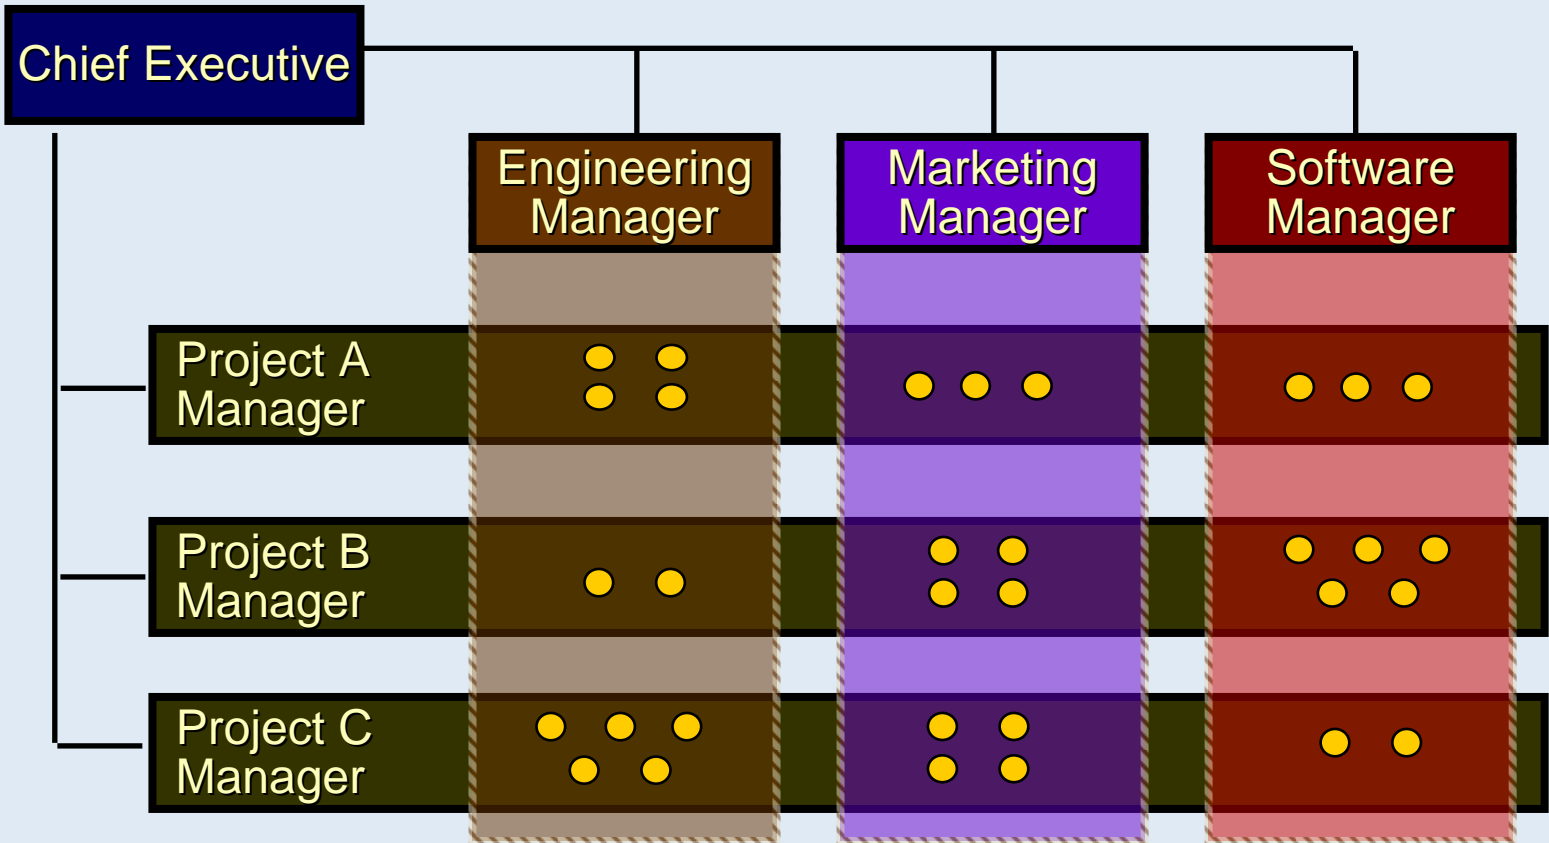 Chief Executive
Engineering
Manager
Marketing
Manager
Software
Manager
Project A
Manager
Project B
Manager
Project C
Manager